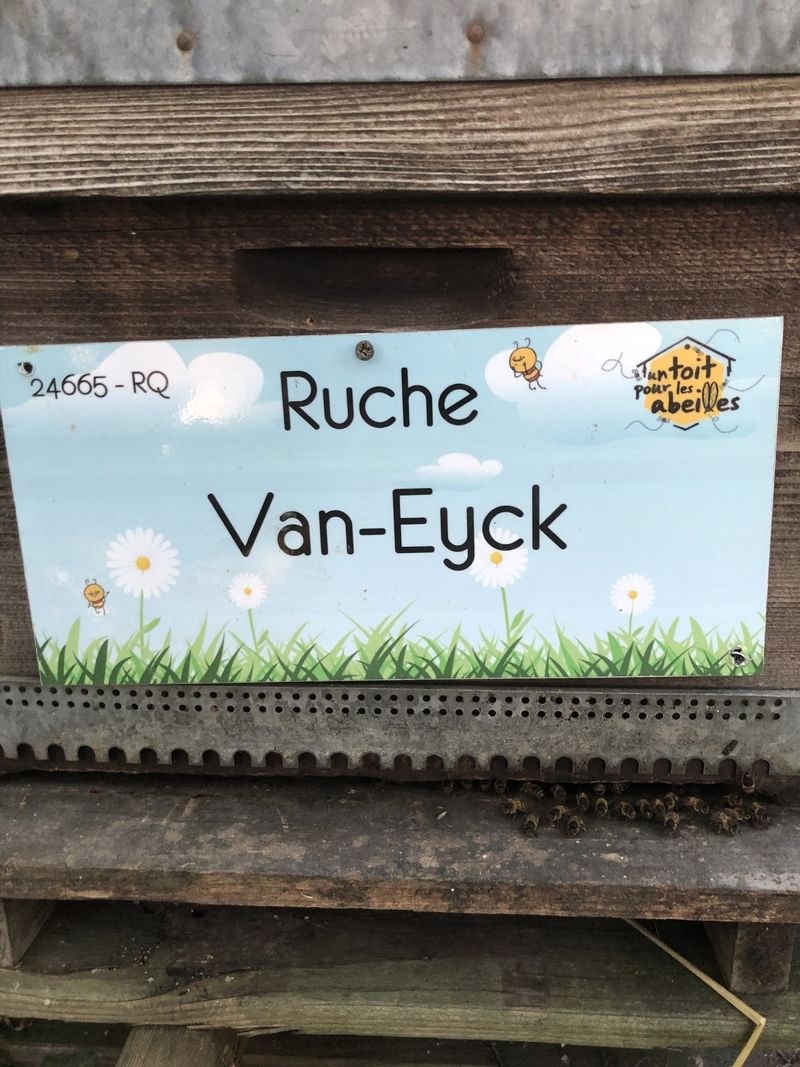 24665 - RQ
Ruche
un toit
pour les
abeilles
Van-Eyck